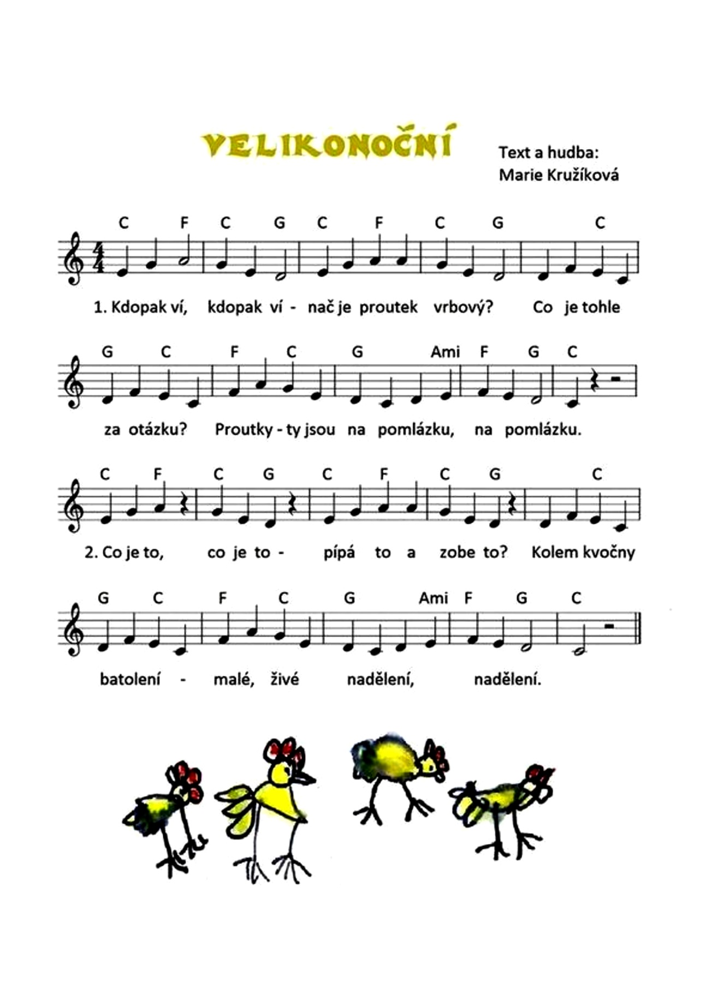 VELIKONOČNÍ
Text a hudba:
Marie Kružíková
C F C G C F C G C
4
4
1. Kdopak ví, kdopak ví - nač je proutek vrbový? Co je tohle
G C F C G Ami F G C
za otázku? Proutky - ty jsou na pomlázku, na pomlázku.
C F C G C F C G C
2. Co je to, co je to - pípá to a zobe to? Kolem kvočny
G C F C G Ami F G C
batolení - malé, živé nadělení, nadělení.